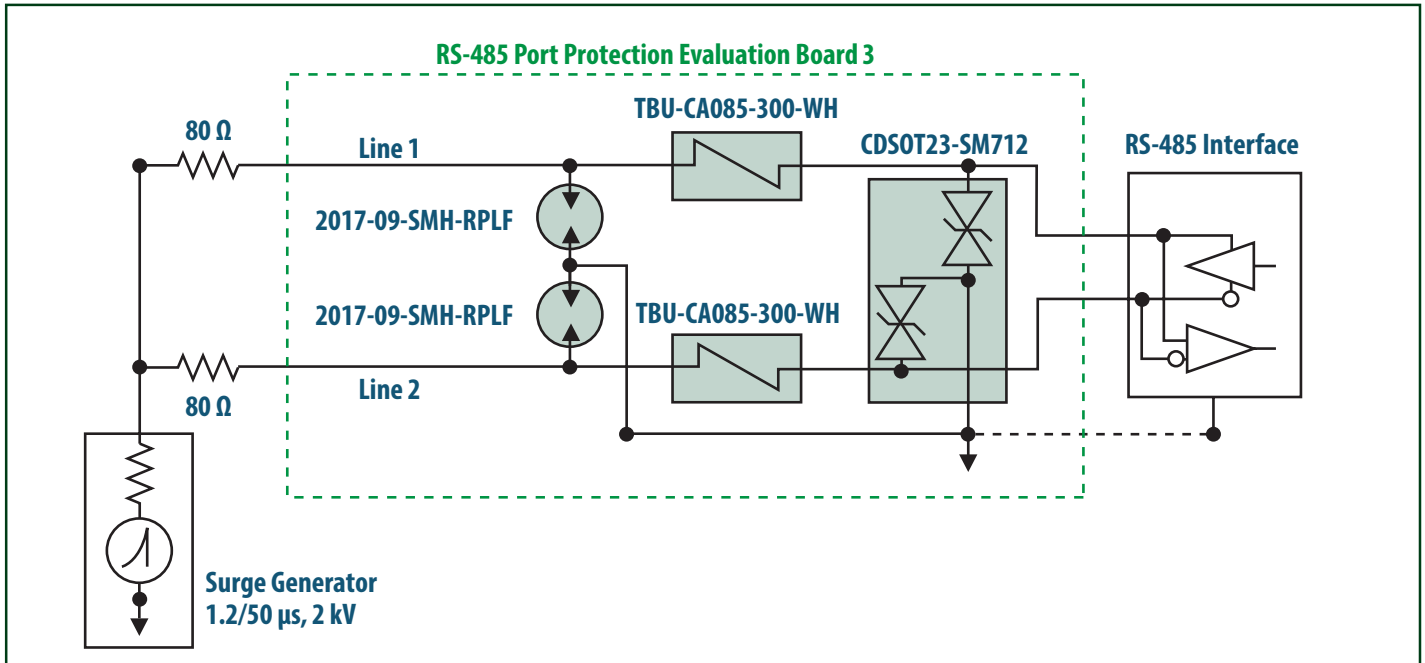 RS-485 Port Protection Evaluation Board 3
TBU-CA085-300-WH
80 Ω
Line 1
CDSOT23-SM712
RS-485 Interface
2017-09-SMH-RPLF
2017-09-SMH-RPLF
TBU-CA085-300-WH
Line 2
80 Ω
Surge Generator
1.2/50 μs, 2 kV